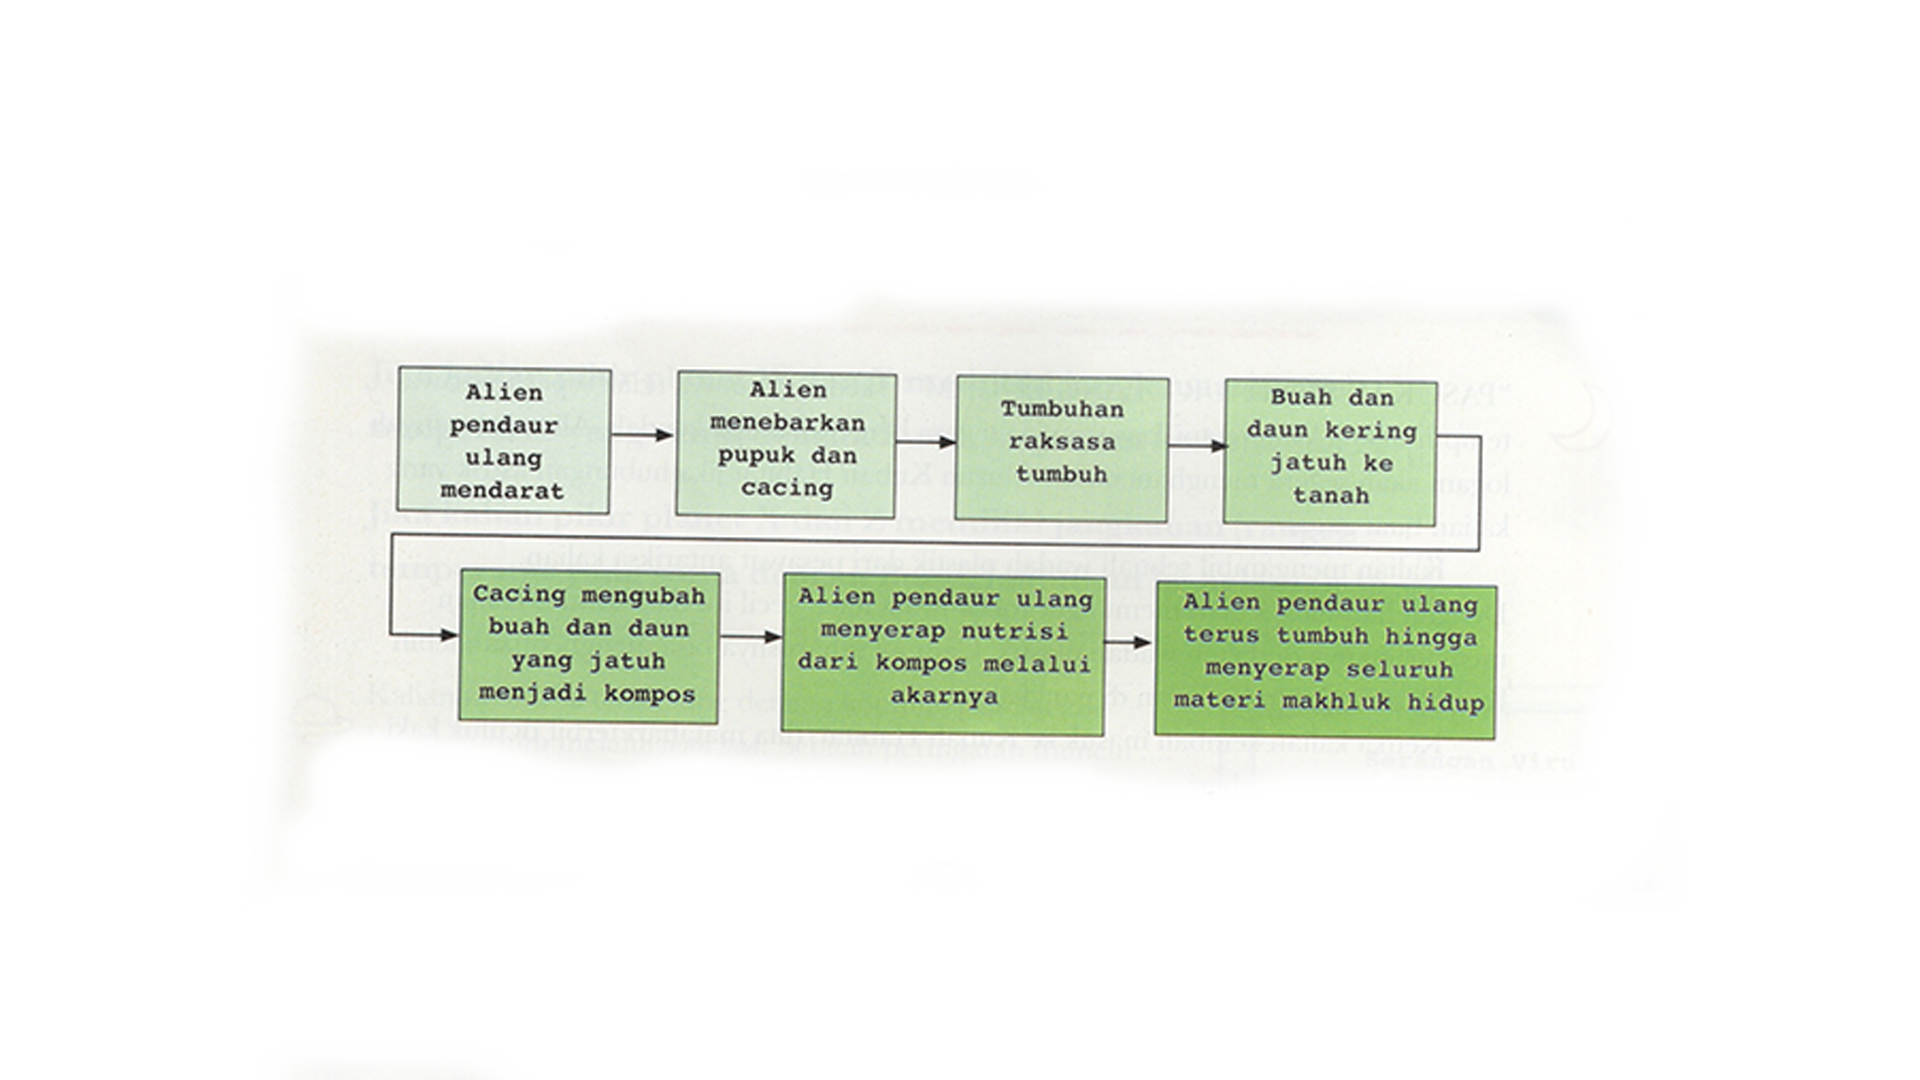 Alien
pendaur
ulang
mendarat
Alien
menebarkan
pupuk dan
cacing
Tumbuhan
raksasa
tumbuh
Buah dan
daun kering
jatuh ke
tanah
Cacing mengubah
buah dan daun
yang jatuh
menjadi kompos
Alien pendaur ulang
menyerap nutrisi
dari kompos melalui
akarnya
Alien pendaur ulang
terus tumbuh hingga
menyerap seluruh
materi makhluk hidup